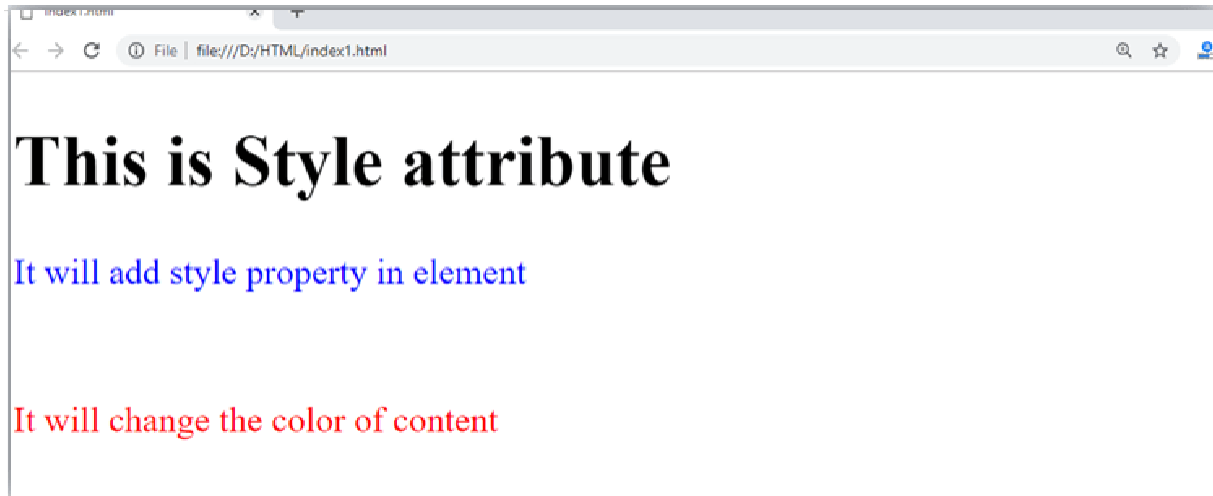 index1.html
File | file:///D:/HTML/index1.html
This is Style attribute
It will add style property in element
It will change the color of content